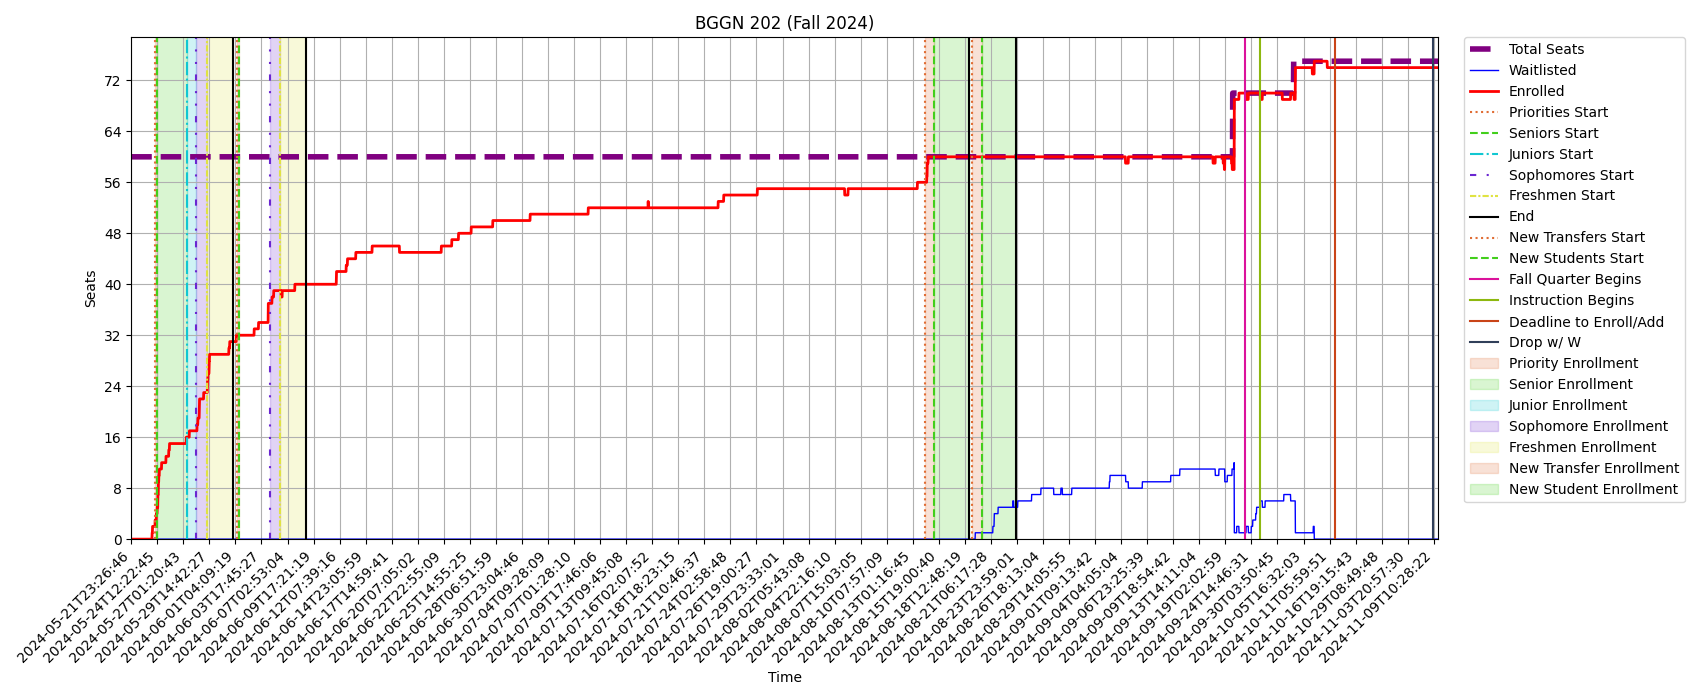 BGGN 202 (Fall 2024)
Seats
72
64
56
48
40
32
24
16
8
0
2024-05-21T23:26:46
2024-05-24T12:22:45
2024-05-27T01:20:43
2024-05-29T14:42:27
2024-06-01T04:09:19
2024-06-03T17:45:27
2024-06-07T02:53:04
2024-06-09T17:21:19
2024-06-12T07:39:16
2024-06-14T23:05:59
2024-06-17T14:59:41
2024-06-20T07:05:02
2024-06-22T22:55:09
2024-06-25T14:55:25
2024-06-28T06:51:59
2024-06-30T23:04:46
2024-07-04T09:28:09
2024-07-07T01:28:10
2024-07-09T17:46:06
2024-07-13T09:45:08
2024-07-16T02:07:52
2024-07-18T18:23:15
2024-07-21T10:46:37
2024-07-24T02:58:48
2024-07-26T19:00:27
2024-07-29T23:33:01
2024-08-02T05:43:08
2024-08-04T22:16:10
2024-08-07T15:03:05
2024-08-10T07:57:09
2024-08-13T01:16:45
2024-08-15T19:00:40
2024-08-18T12:48:19
2024-08-21T06:17:28
2024-08-23T23:59:01
2024-08-26T18:13:04
2024-08-29T14:05:55
2024-09-01T09:13:42
2024-09-04T04:05:04
2024-09-06T23:25:39
2024-09-09T18:54:42
2024-09-13T14:11:04
2024-09-19T02:02:59
2024-09-24T14:46:31
2024-09-30T03:50:45
2024-10-05T16:32:03
2024-10-11T05:59:51
2024-10-16T19:15:43
2024-10-29T08:49:48
2024-11-03T20:57:30
2024-11-09T10:28:22
Time
Total Seats
Waitlisted
Enrolled
Priorities Start
Seniors Start
Juniors Start
Sophomores Start
Freshmen Start
End
New Transfers Start
New Students Start
Fall Quarter Begins
Instruction Begins
Deadline to Enroll/Add
Drop w/ W
Priority Enrollment
Senior Enrollment
Junior Enrollment
Sophomore Enrollment
Freshmen Enrollment
New Transfer Enrollment
New Student Enrollment